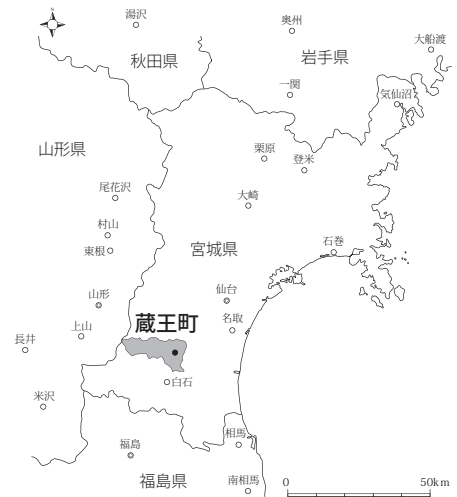 N
湯沢
奥州
大船渡
秋田県
岩手県
一関
気仙沼
山形県
栗原
登米
尾花沢
大崎
村山
東根
宮城県
石巻
山形
仙台
蔵王町
名取
上山
長井
白石
米沢
福島
相馬
福島県
南相馬
0
50km